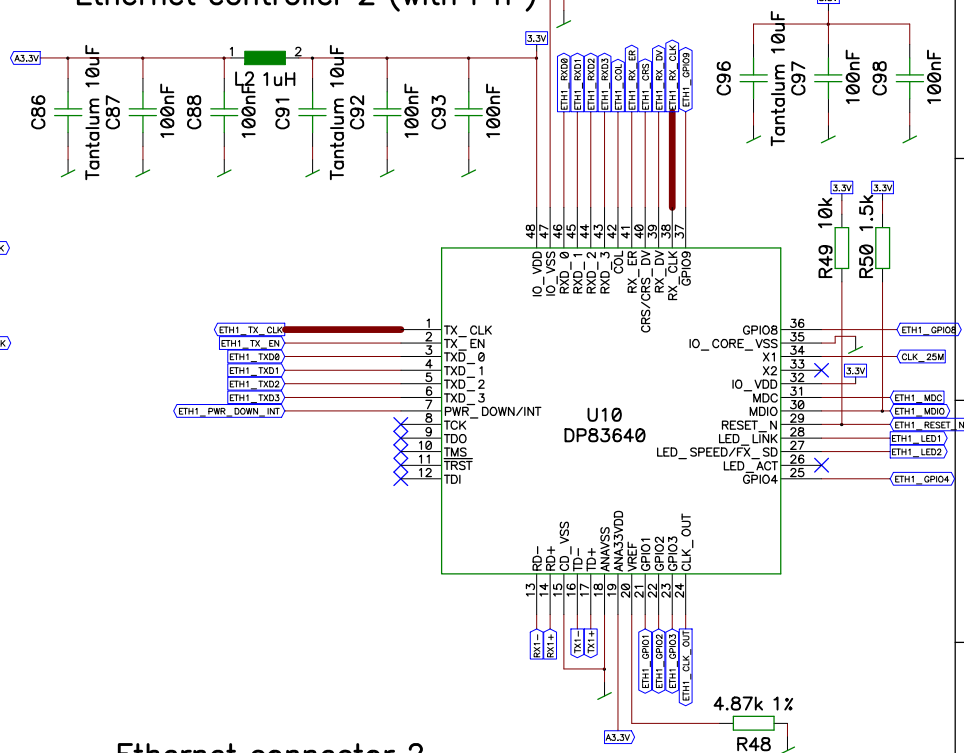 Ethernet controller 2 (with PTP)
A3.3V
1
2
L2 1uH
3.3V
C86
Tantalum 10uF
C87
100nF
C88
100nF
C91
Tantalum 10uF
C92
100nF
C93
100nF
ETH1_RXD0
ETH1_RXD1
ETH1_RXD2
ETH1_RXD3
ETH1_COL
ETH1_RX_ER
ETH1_CRS
ETH1_RX_DV
ETH1_RX_CLK
ETH1_GPIO9
3.3V
C96
Tantalum 10uF
C97
100nF
C98
100nF
3.3V
3.3V
R49 10k
R50 1.5k
48
47
46
45
44
43
42
41
40
39
38
37
IO_VDD
IO_VSS
RXD_0
RXD_1
RXD_2
RXD_3
COL
RX_ER
CRS/CRS_DV
RX_DV
RX_CLK
GPIO9
K
K
ETH1_TX_CLK 1 TX_CLK
ETH1_TX_EN 2 TX_EN
ETH1_TXD0 3 TXD_0
ETH1_TXD1 4 TXD_1
ETH1_TXD2 5 TXD_2
ETH1_TXD3 6 TXD_3
ETH1_PWR_DOWN_INT 7 PWR_DOWN/INT
8 TCK
9 TDO
10 TMS
11 TRST
12 TDI
U10
DP83640
GPIO8 36 ETH1_GPIO8
IO_CORE_VSS 35
X1 34 CLK_25M
X2 33
IO_VDD 32 3.3V
MDC 31 ETH1_MDC
MDIO 30 ETH1_MDIO
RESET_N 29 ETH1_RESET_N
LED_LINK 28 ETH1_LED1
LED_SPEED/FX_SD 27 ETH1_LED2
LED_ACT 26
GPIO4 25 ETH1_GPIO4
RD-
RD+
CD_VSS
TD-
TD+
ANAVSS
ANA33VDD
VREF
GPIO1
GPIO2
GPIO3
CLK_OUT
13
14
15
16
17
18
19
20
21
22
23
24
RX1-
RX1+
TX1-
TX1+
ETH1_GPIO1
ETH1_GPIO2
ETH1_GPIO3
ETH1_CLK_OUT
A3.3V
4.87k 1%
R48
Ethernet connector 2